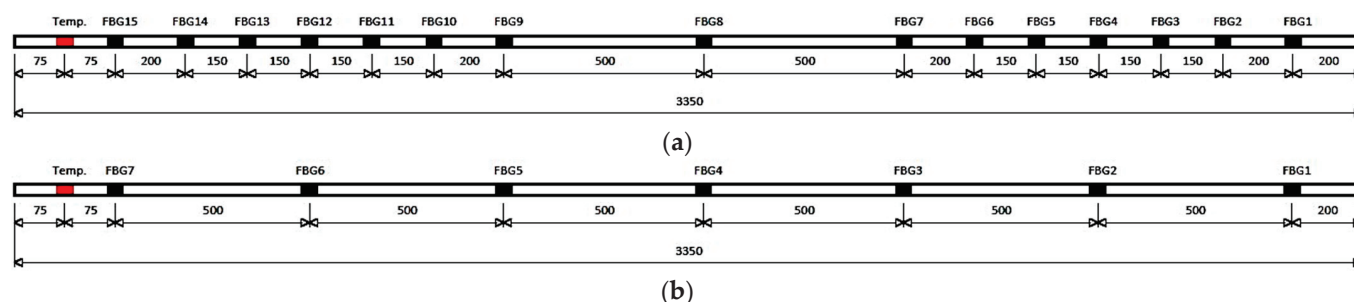 Temp. FBG15 FBG14 FBG13 FBG12 FBG11 FBG10 FBG9 FBG8 FBG7 FBG6 FBG5 FBG4 FBG3 FBG2 FBG1
75 75 200 150 150 150 150 200 500 500 200 150 150 150 150 200 200
3350
(a)
Temp. FBG7 FBG6 FBG5 FBG4 FBG3 FBG2 FBG1
75 75 500 500 500 500 500 500 200
3350
(b)